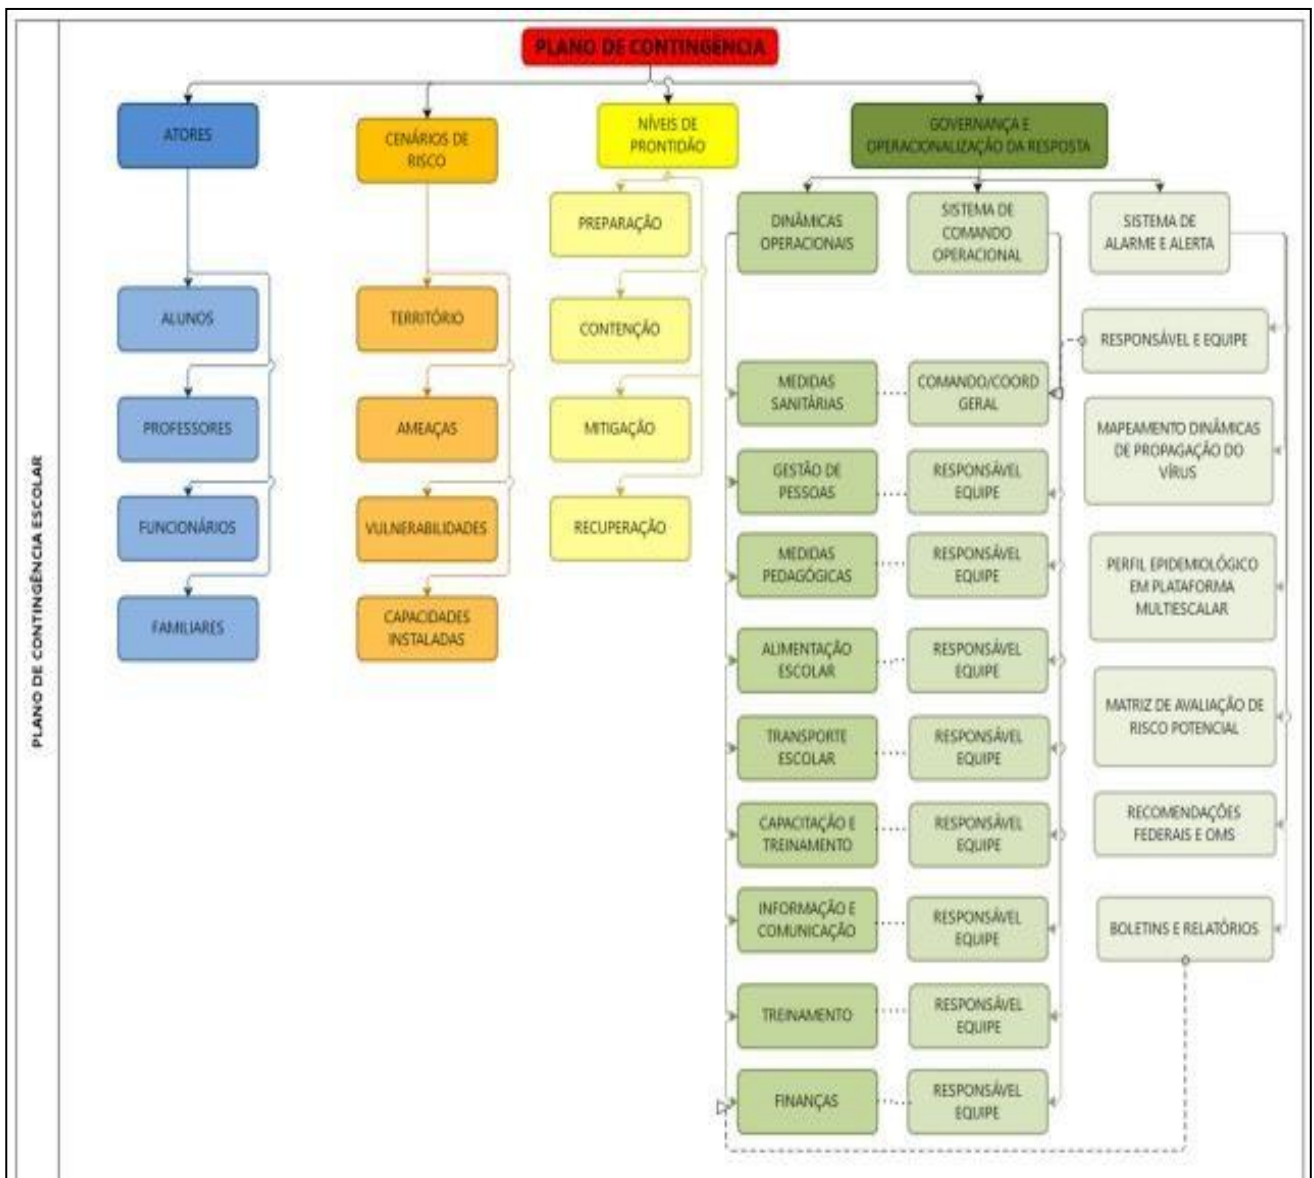 PLANO DE CONTINGÊNCIA ESCOLAR
PLANO DE CONTINGÊNCIA
ATORES
ALUNOS
PROFESSORES
FUNCIONÁRIOS
FAMILIARES
CENÁRIOS DE
RISCO
TERRITÓRIO
AMEAÇAS
VULNERABILIDADES
CAPACIDADES
INSTALADAS
NÍVEIS DE
PRONTIDÃO
PREPARAÇÃO
CONTENÇÃO
MITIGAÇÃO
RECUPERAÇÃO
GOVERNANÇA E
OPERACIONALIZAÇÃO DA RESPOSTA
DINÂMICAS
OPERACIONAIS
MEDIDAS
SANITÁRIAS
GESTÃO DE
PESSOAS
MEDIDAS
PEDAGÓGICAS
ALIMENTAÇÃO
ESCOLAR
TRANSPORTE
ESCOLAR
CAPACITAÇÃO E
TREINAMENTO
INFORMAÇÃO E
COMUNICAÇÃO
TREINAMENTO
FINANÇAS
SISTEMA DE
COMANDO
OPERACIONAL
COMANDO/COORD
GERAL
RESPONSÁVEL
EQUIPE
RESPONSÁVEL
EQUIPE
RESPONSÁVEL
EQUIPE
RESPONSÁVEL
EQUIPE
RESPONSÁVEL
EQUIPE
RESPONSÁVEL
EQUIPE
RESPONSÁVEL
EQUIPE
RESPONSÁVEL
EQUIPE
SISTEMA DE
ALARME E ALERTA
RESPONSÁVEL E EQUIPE
MAPEAMENTO DINÂMICAS
DE PROPAGAÇÃO DO
VÍRUS
PERFIL EPIDEMIOLÓGICO
EM PLATAFORMA
MULTIESCALAR
MATRIZ DE AVALIAÇÃO DE
RISCO POTENCIAL
RECOMENDAÇÕES
FEDERAIS E OMS
BOLETINS E RELATÓRIOS